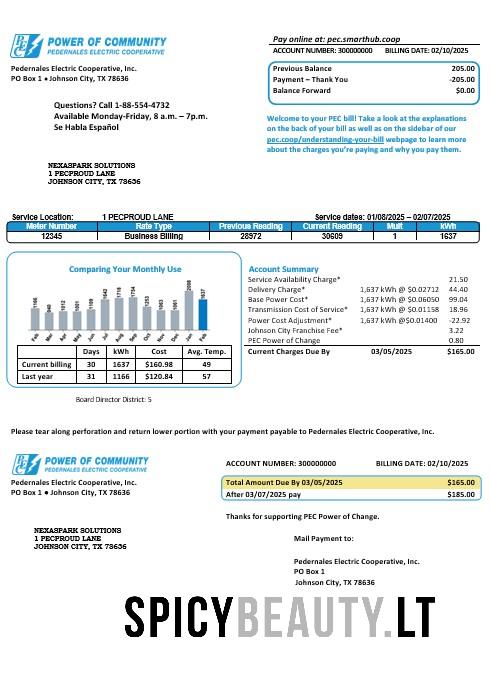 PEC POWER OF COMMUNITY
PEDERNALES ELECTRIC COOPERATIVE
Pedernales Electric Cooperative, Inc.
PO Box 1 ● Johnson City, TX 78636
Pay online at: pec.smarthub.coop
ACCOUNT NUMBER: 300000000 BILLING DATE: 02/10/2025
Previous Balance 205.00
Payment – Thank You -205.00
Balance Forward $0.00
Questions? Call 1-88-554-4732
Available Monday-Friday, 8 a.m. – 7p.m.
Se Habla Español
Welcome to your PEC bill! Take a look at the explanations
on the back of your bill as well as on the sidebar of our
pec.coop/understanding-your-bill webpage to learn more
about the charges you're paying and why you pay them.
NEXASPARK SOLUTIONS
1 PECPROUD LANE
JOHNSON CITY, TX 78636
Service Location: 1 PECPROUD LANE Service dates: 01/08/2025 – 02/07/2025
Meter Number Rate Type Previous Reading Current Reading Mult kWh
12345 Business Billing 28972 30609 1 1637
Comparing Your Monthly Use
1166 948 1012 1001 1109 1642 1716 1754 1253 1063 1061 2098 1637
Feb Mar Apr May Jun Jul Aug Sep Oct Nov Dec Jan Feb
Days kWh Cost Avg. Temp.
Current billing 30 1637 $160.98 49
Last year 31 1166 $120.84 57
Account Summary
Service Availability Charge* 21.50
Delivery Charge* 1,637 kWh @ $0.02712 44.40
Base Power Cost* 1,637 kWh @ $0.06050 99.04
Transmission Cost of Service* 1,637 kWh @ $0.01158 18.96
Power Cost Adjustment* 1,637 kWh @$0.01400 -22.92
Johnson City Franchise Fee* 3.22
PEC Power of Change 0.80
Current Charges Due By 03/05/2025 $165.00
Board Director District: 5
Please tear along perforation and return lower portion with your payment payable to Pedernales Electric Cooperative, Inc.
PEC POWER OF COMMUNITY
PEDERNALES ELECTRIC COOPERATIVE
Pedernales Electric Cooperative, Inc.
PO Box 1 ● Johnson City, TX 78636
ACCOUNT NUMBER: 300000000 BILLING DATE: 02/10/2025
Total Amount Due By 03/05/2025 $165.00
After 03/07/2025 pay $185.00
Thanks for supporting PEC Power of Change.
NEXASPARK SOLUTIONS
1 PECPROUD LANE
JOHNSON CITY, TX 78636
Mail Payment to:
Pedernales Electric Cooperative, Inc.
PO Box 1
Johnson City, TX 78636
SPICYBEAUTY.LT